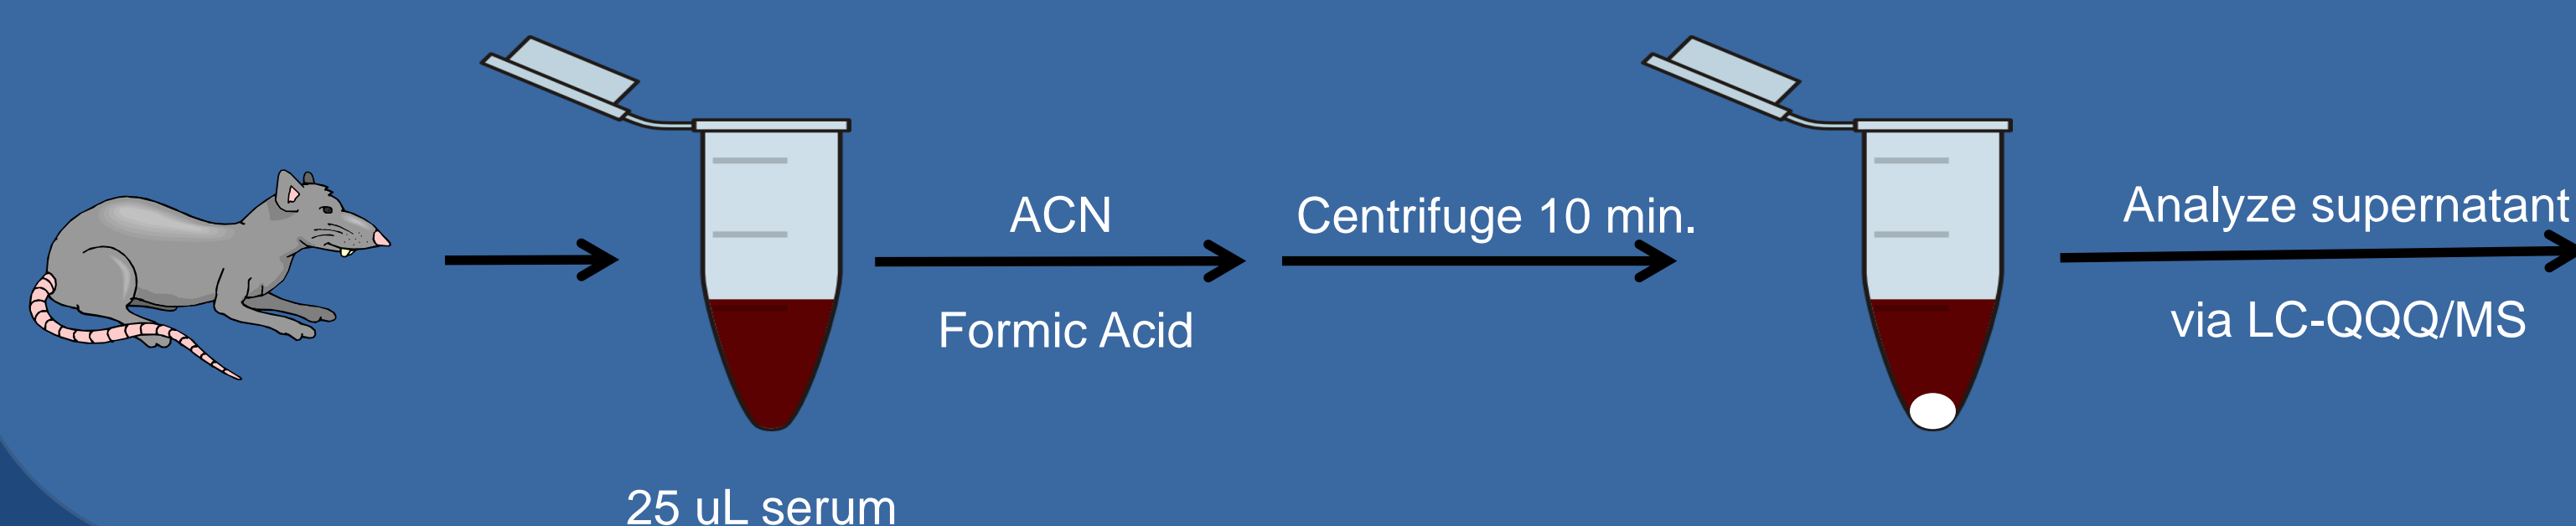 ACN
Formic Acid
Centrifuge 10 min.
Analyze supernatant
via LC-QQQ/MS
25 uL serum